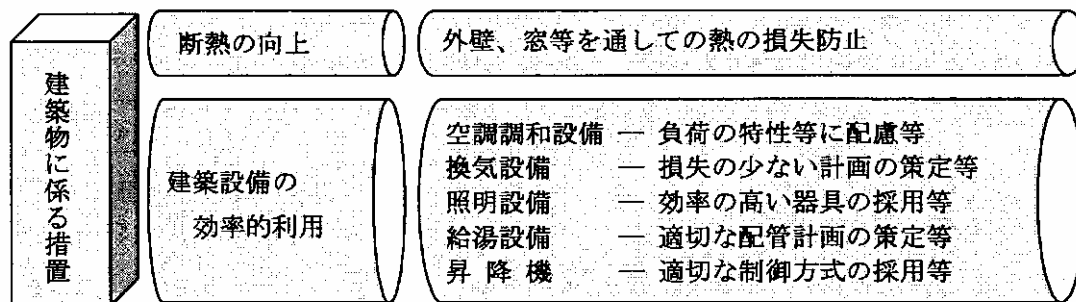 建築物に係る措置
断熱の向上
外壁、窓等を通しての熱の損失防止
建築設備の
効率的利用
空調調和設備 ― 負荷の特性等に配慮等
換気設備 ― 損失の少ない計画の策定等
照明設備 ― 効率の高い器具の採用等
給湯設備 ― 適切な配管計画の策定等
昇降機 ― 適切な制御方式の採用等